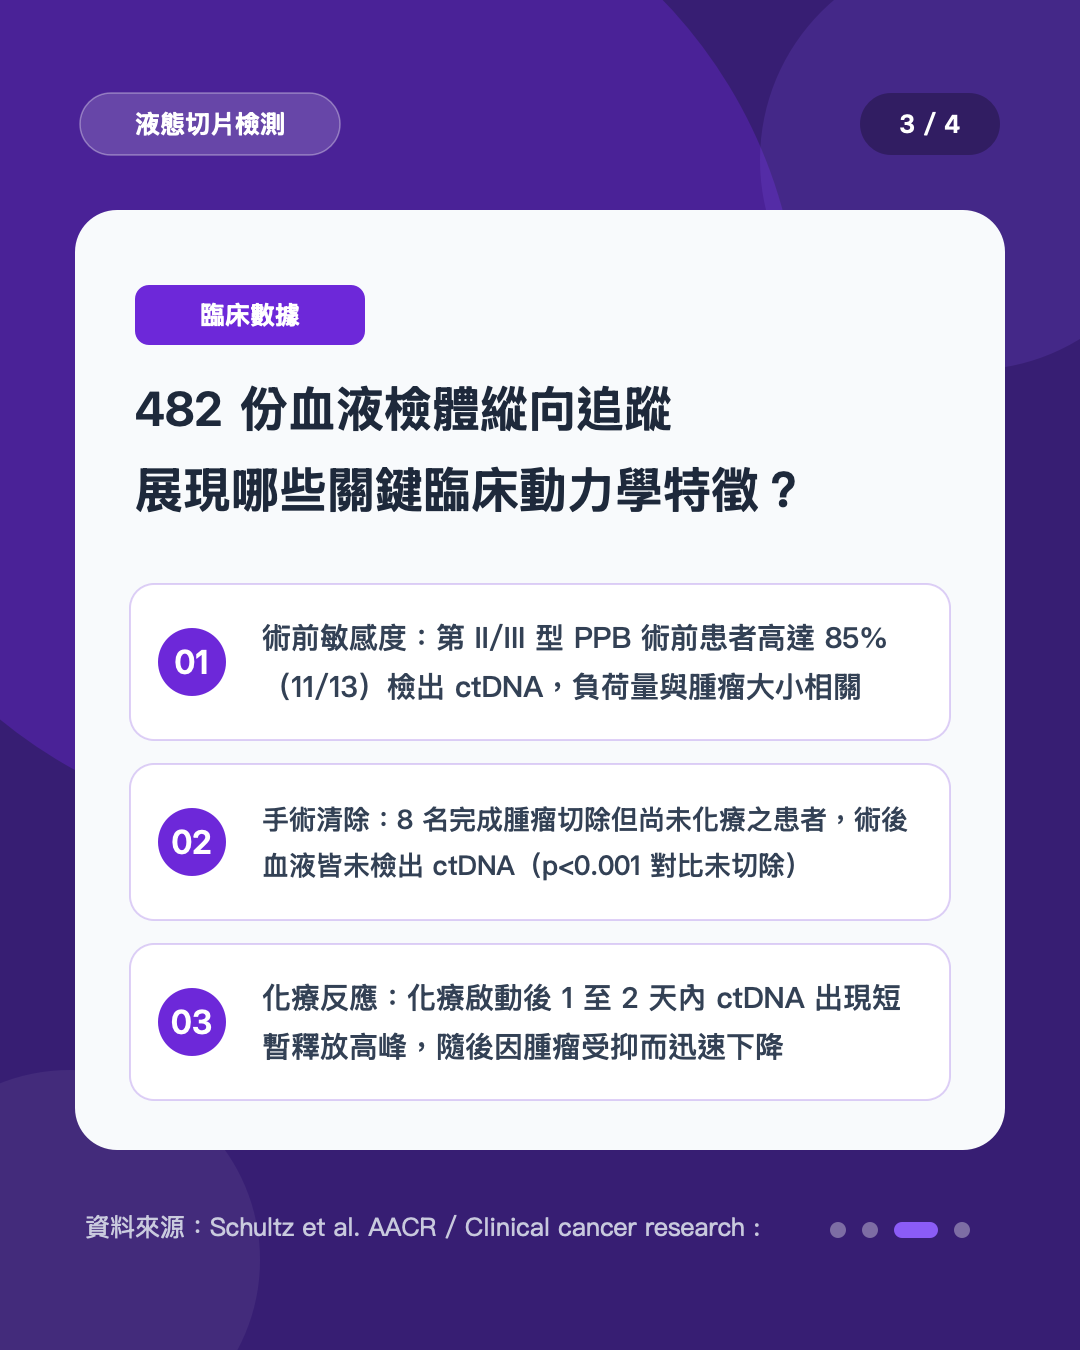 液態切片檢測
3 / 4
臨床數據
482 份血液檢體縱向追蹤
展現哪些關鍵臨床動力學特徵？
01
術前敏感度：第 II/III 型 PPB 術前患者高達 85%
（11/13）檢出 ctDNA，負荷量與腫瘤大小相關
02
手術清除：8 名完成腫瘤切除但尚未化療之患者，術後
血液皆未檢出 ctDNA（p<0.001 對比未切除）
03
化療反應：化療啟動後 1 至 2 天內 ctDNA 出現短
暫釋放高峰，隨後因腫瘤受抑而迅速下降
資料來源：Schultz et al. AACR / Clinical cancer research :